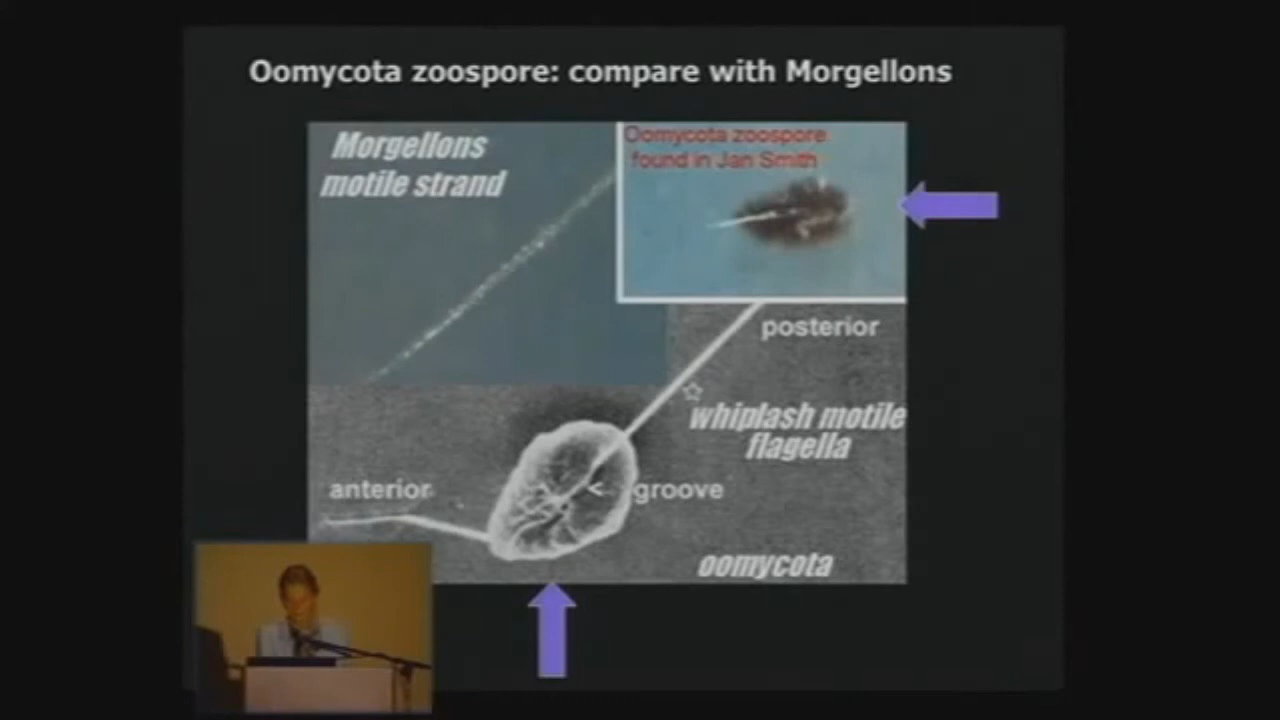 Oomycota zoospore: compare with Morgellons
Morgellons
motile strand
Oomycota zoospore
found in Jan Smith
posterior
whiplash motile
flagella
anterior
< groove
oomycota